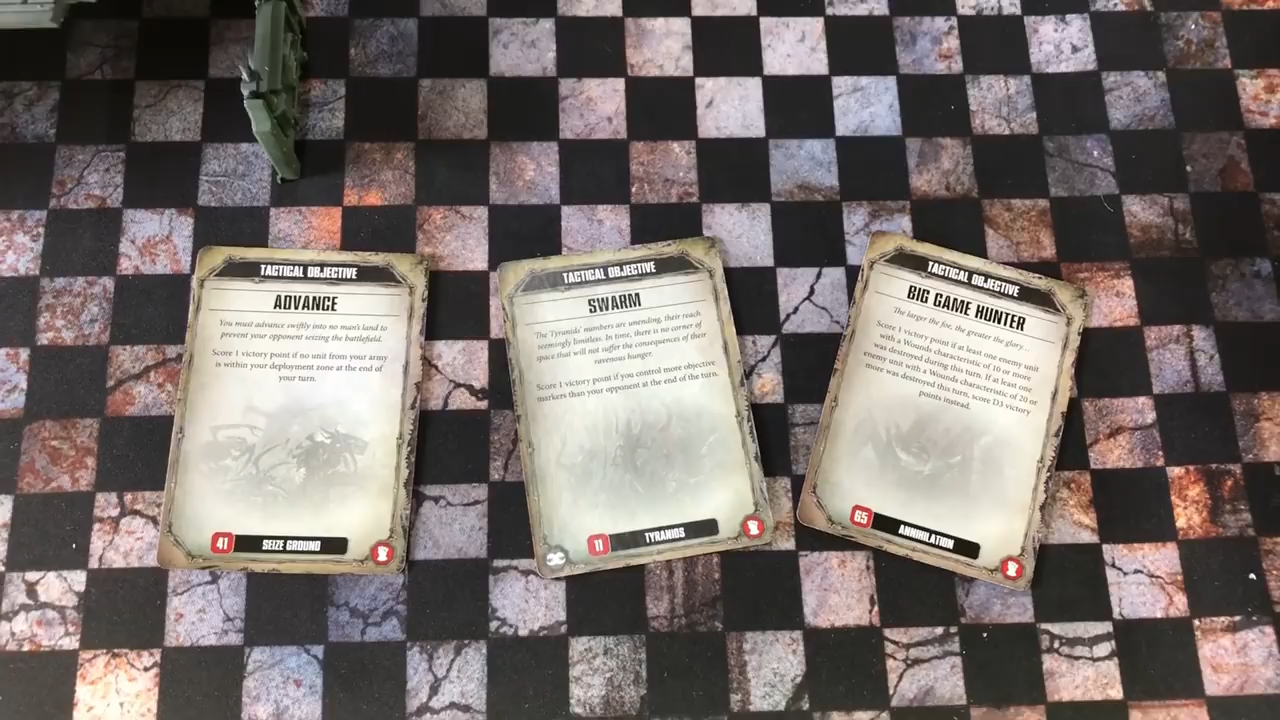 TACTICAL OBJECTIVE
ADVANCE
You must advance swiftly into no man's land to
prevent your opponent seizing the battlefield.
Score 1 victory point if no unit from your army
is within your deployment zone at the end of
your turn.
41
SEIZE GROUND
TACTICAL OBJECTIVE
SWARM
The Tyranids' numbers are unending, their reach
seemingly limitless. In time, there is no corner of
space that will not suffer the consequences of their
ravenous hunger.
Score 1 victory point if you control more objective
markers than your opponent at the end of the turn.
11
TYRANIDS
TACTICAL OBJECTIVE
BIG GAME HUNTER
The larger the foe, the greater the glory...
Score 1 victory point if at least one enemy unit
with a Wounds characteristic of 10 or more
was destroyed during this turn. If at least one
enemy unit with a Wounds characteristic of 20 or
more was destroyed this turn, score D3 victory
points instead.
65
ANNIHILATION